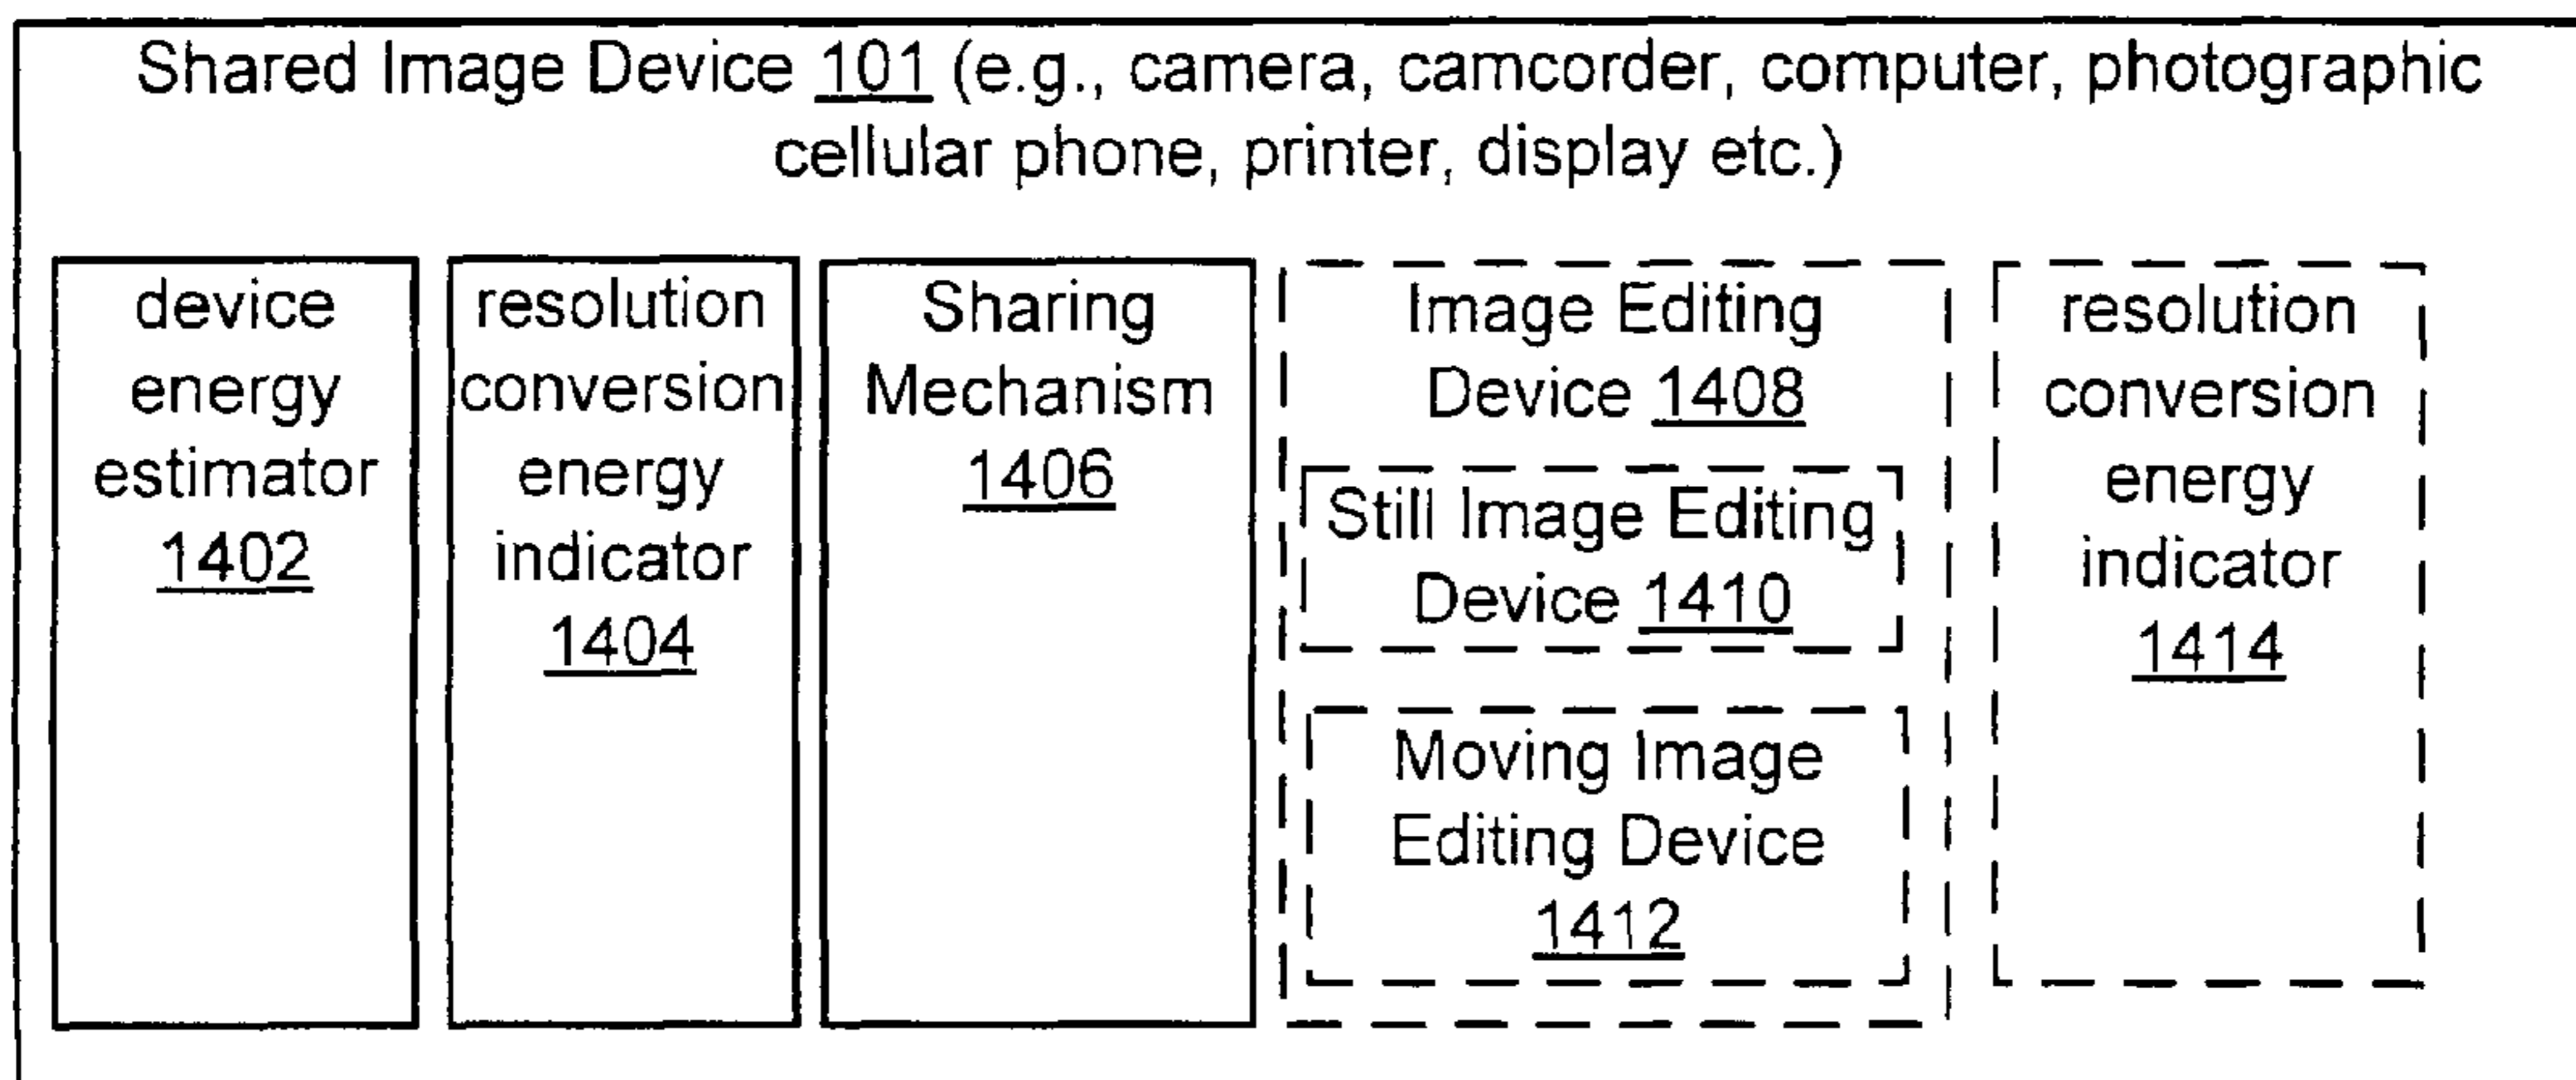 Shared Image Device 101 (e.g., camera, camcorder, computer, photographic
cellular phone, printer, display etc.)
device
energy
estimator
1402
resolution
conversion
energy
indicator
1404
Sharing
Mechanism
1406
Image Editing
Device 1408
Still Image Editing
Device 1410
Moving Image
Editing Device
1412
resolution
conversion
energy
indicator
1414